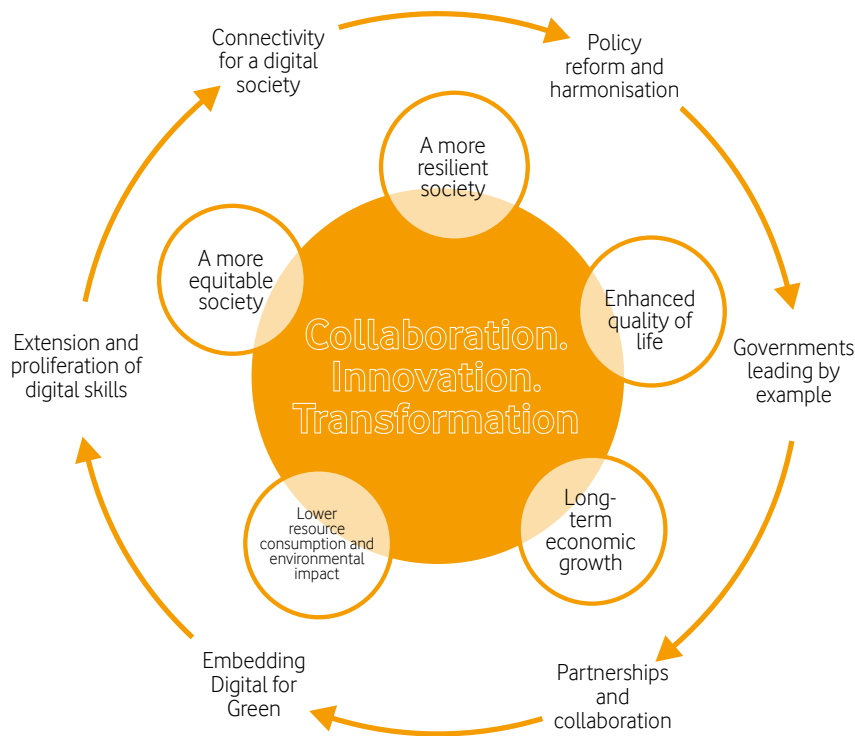 Connectivity
for a digital
society
Policy
reform and
harmonisation
A more
resilient
society
A more
equitable
society
Enhanced
quality of
life
Collaboration.
Innovation.
Transformation
Extension and
proliferation of
digital skills
Governments
leading by
example
Lower
resource
consumption and
environmental
impact
Long-
term
economic
growth
Embedding
Digital for
Green
Partnerships
and
collaboration